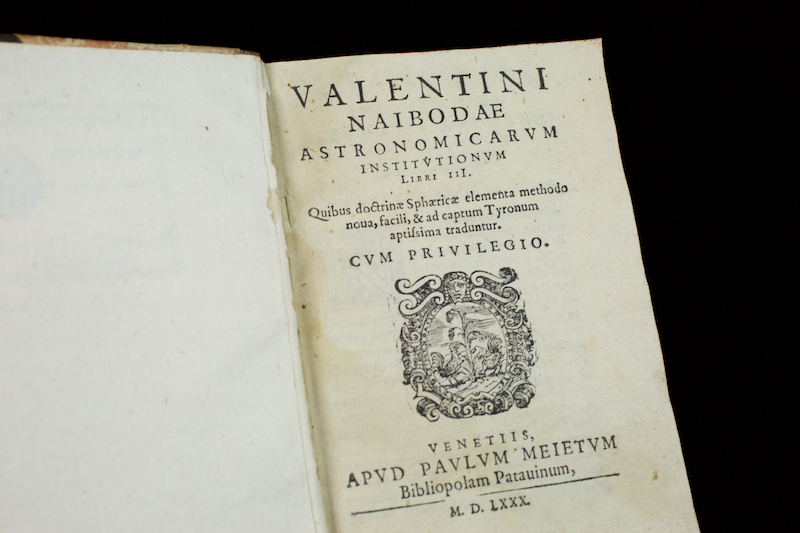 VALENTINI
NAIBODAE
ASTRONOMICARVM
INSTITVTIONVM
LIBRI III.
Quibus doctrinæ Sphæricæ elementa methodo
noua, facili, & ad captum Tyronum
aptiſsima traduntur.
CVM PRIVILEGIO.
VENETIIS,
APVD PAVLVM MEIETVM
Bibliopolam Patauinum,
M. D. LXXX.